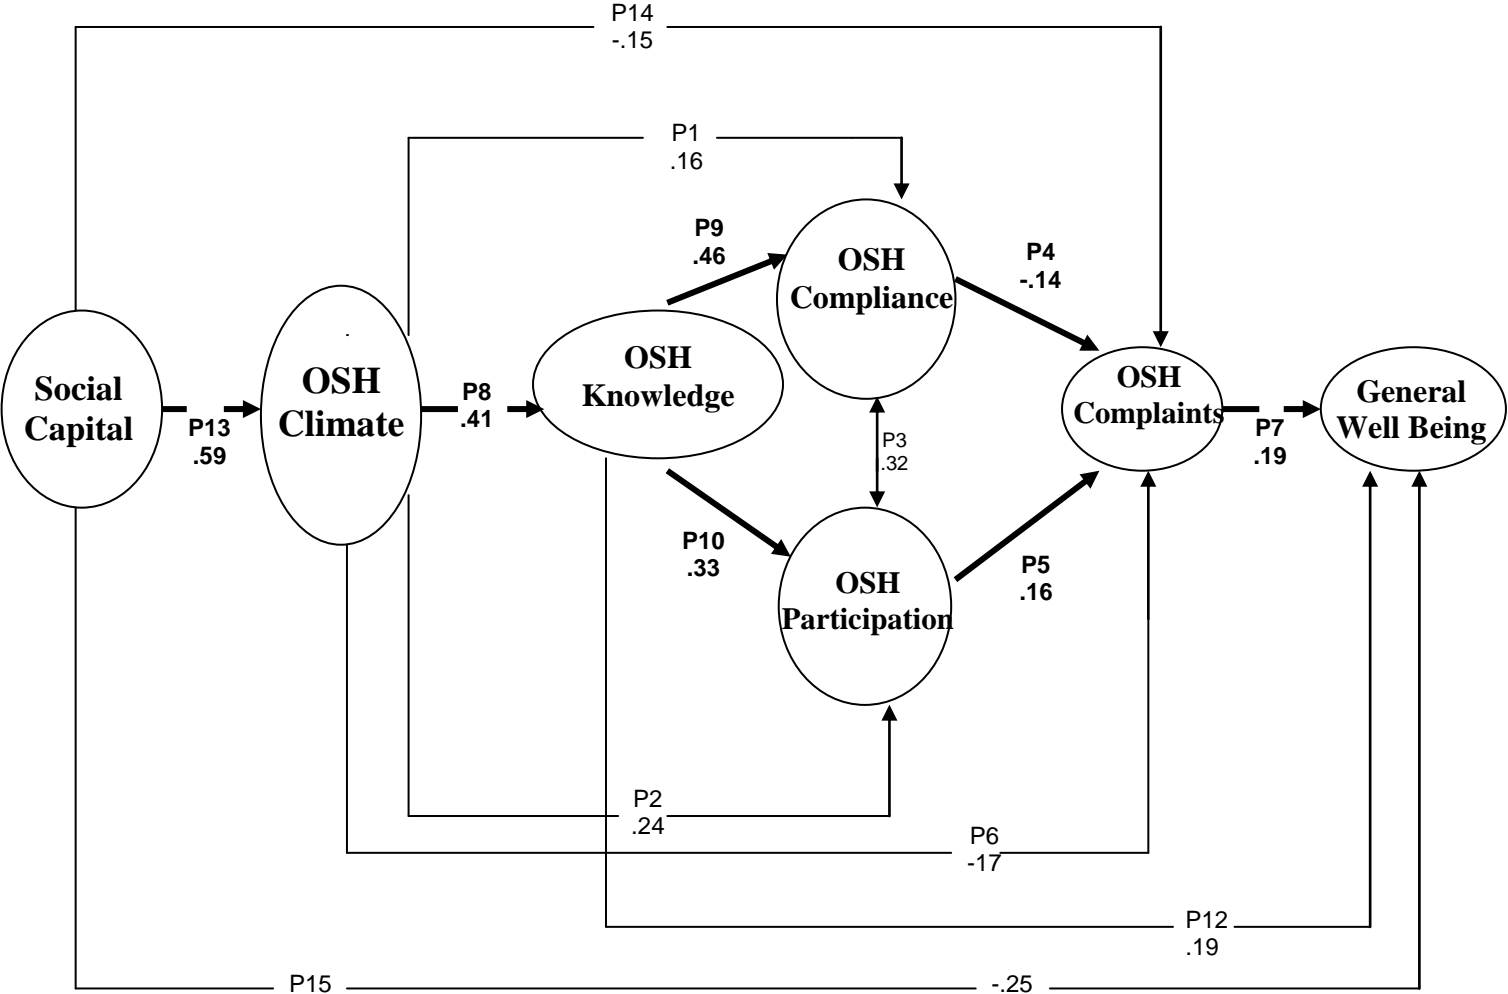 P14
-.15
P1
.16
P9
.46
OSH
Compliance
P4
-.14
Social
Capital
P13
.59
OSH
Climate
P8
.41
OSH
Knowledge
P3
.32
OSH
Complaints
P7
.19
General
Well Being
P10
.33
OSH
Participation
P5
.16
P2
.24
P6
-17
P12
.19
P15
-.25